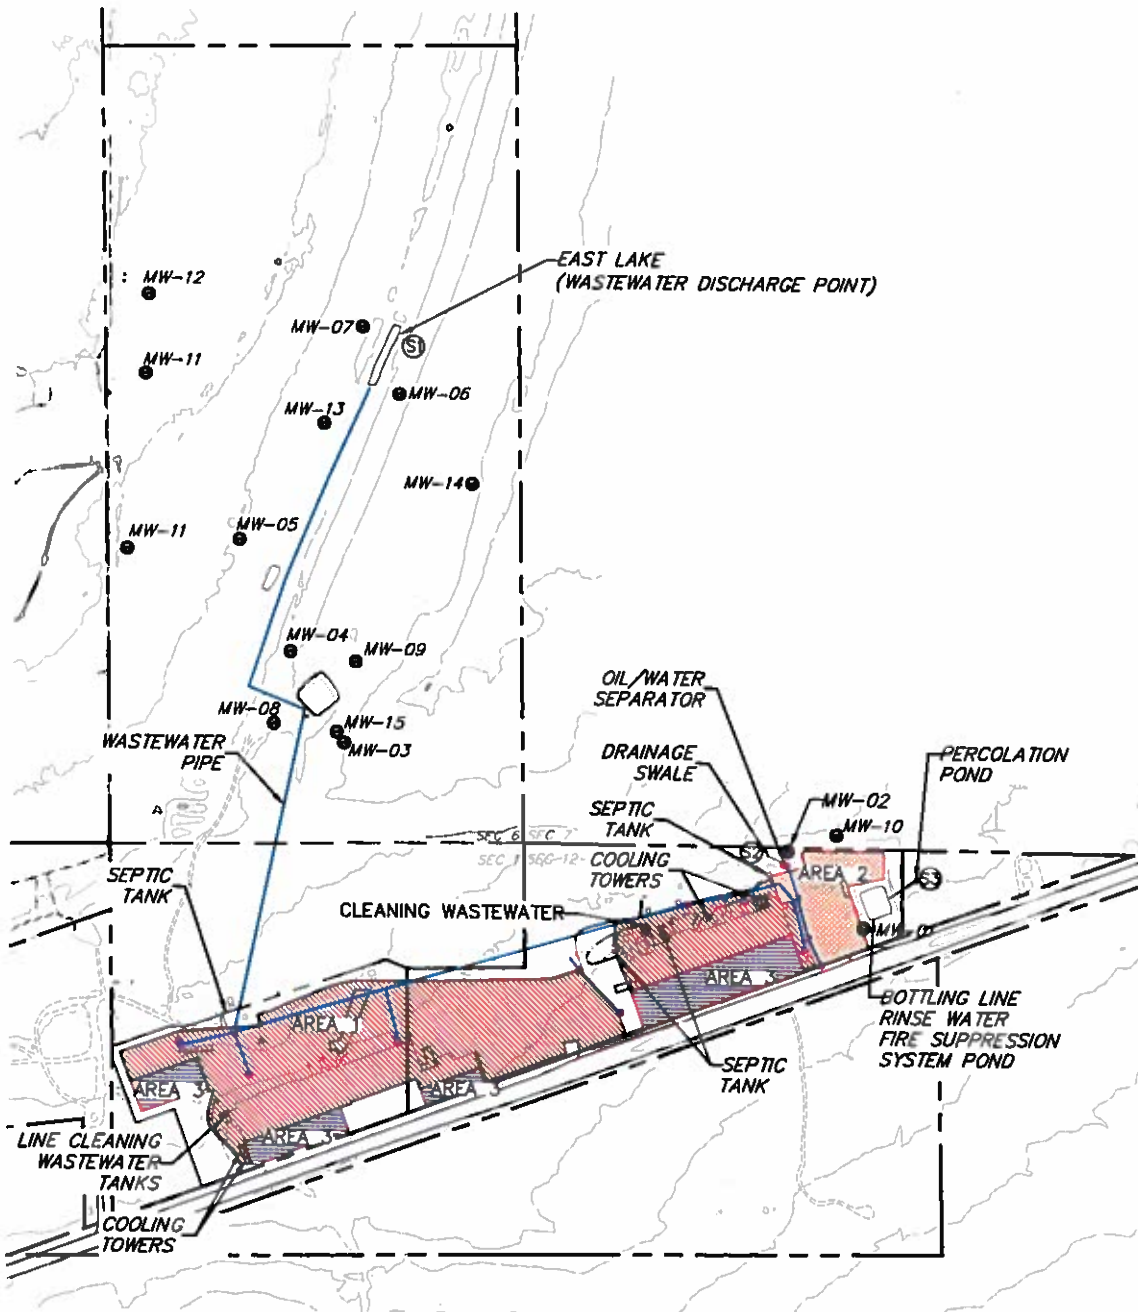 EAST LAKE
(WASTEWATER DISCHARGE POINT)
MW-12
MW-07
S1
MW-11
MW-06
MW-13
MW-14
MW-05
MW-11
MW-04
MW-09
OIL/WATER
SEPARATOR
MW-08
MW-15
MW-03
WASTEWATER
PIPE
DRAINAGE
SWALE
PERCOLATION
POND
SEPTIC
TANK
MW-02
MW-10
SEC 6 SEC 7
SEC 1
S2
COOLING
TOWERS
AREA 2
S3
SEPTIC
TANK
CLEANING WASTEWATER
AREA 3
BOTTLING LINE
RINSE WATER
FIRE SUPPRESSION
SYSTEM POND
AREA 1
SEPTIC
TANK
AREA 3
AREA 3
AREA 3
LINE CLEANING
WASTEWATER
TANKS
COOLING
TOWERS